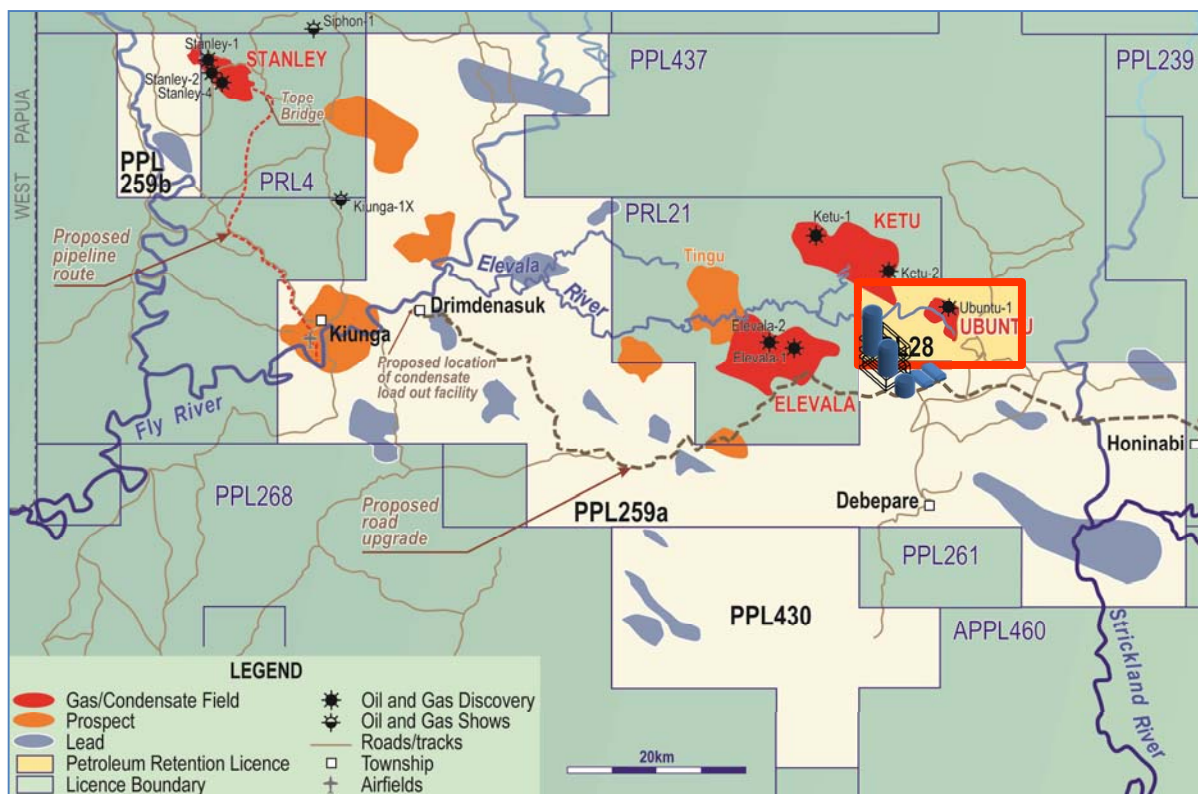 Siphon-1
Stanley-1
STANLEY
Stanley-2
Stanley-4
Tope
Bridge
PPL437
PPL239
WEST PAPUA
PPL
259b
PRL4
Kiunga-1X
PRL21
Ketu-1
KETU
Proposed
pipeline
route
Elevala
River
Tingu
Kctu-2
Drimdenasuk
Ubuntu-1
UBUNTU
Kiunga
Elevala-2
Elevala-1
L28
Proposed location
of condensate
load out facility
ELEVALA
Fly River
Honinabi
PPL268
Proposed
road
upgrade
PPL259a
Debepare
PPL261
PPL430
APPL460
Strickland River
LEGEND
Gas/Condensate Field
Prospect
Lead
Petroleum Retention Licence
Licence Boundary
Oil and Gas Discovery
Oil and Gas Shows
Roads/tracks
Township
Airfields
20km